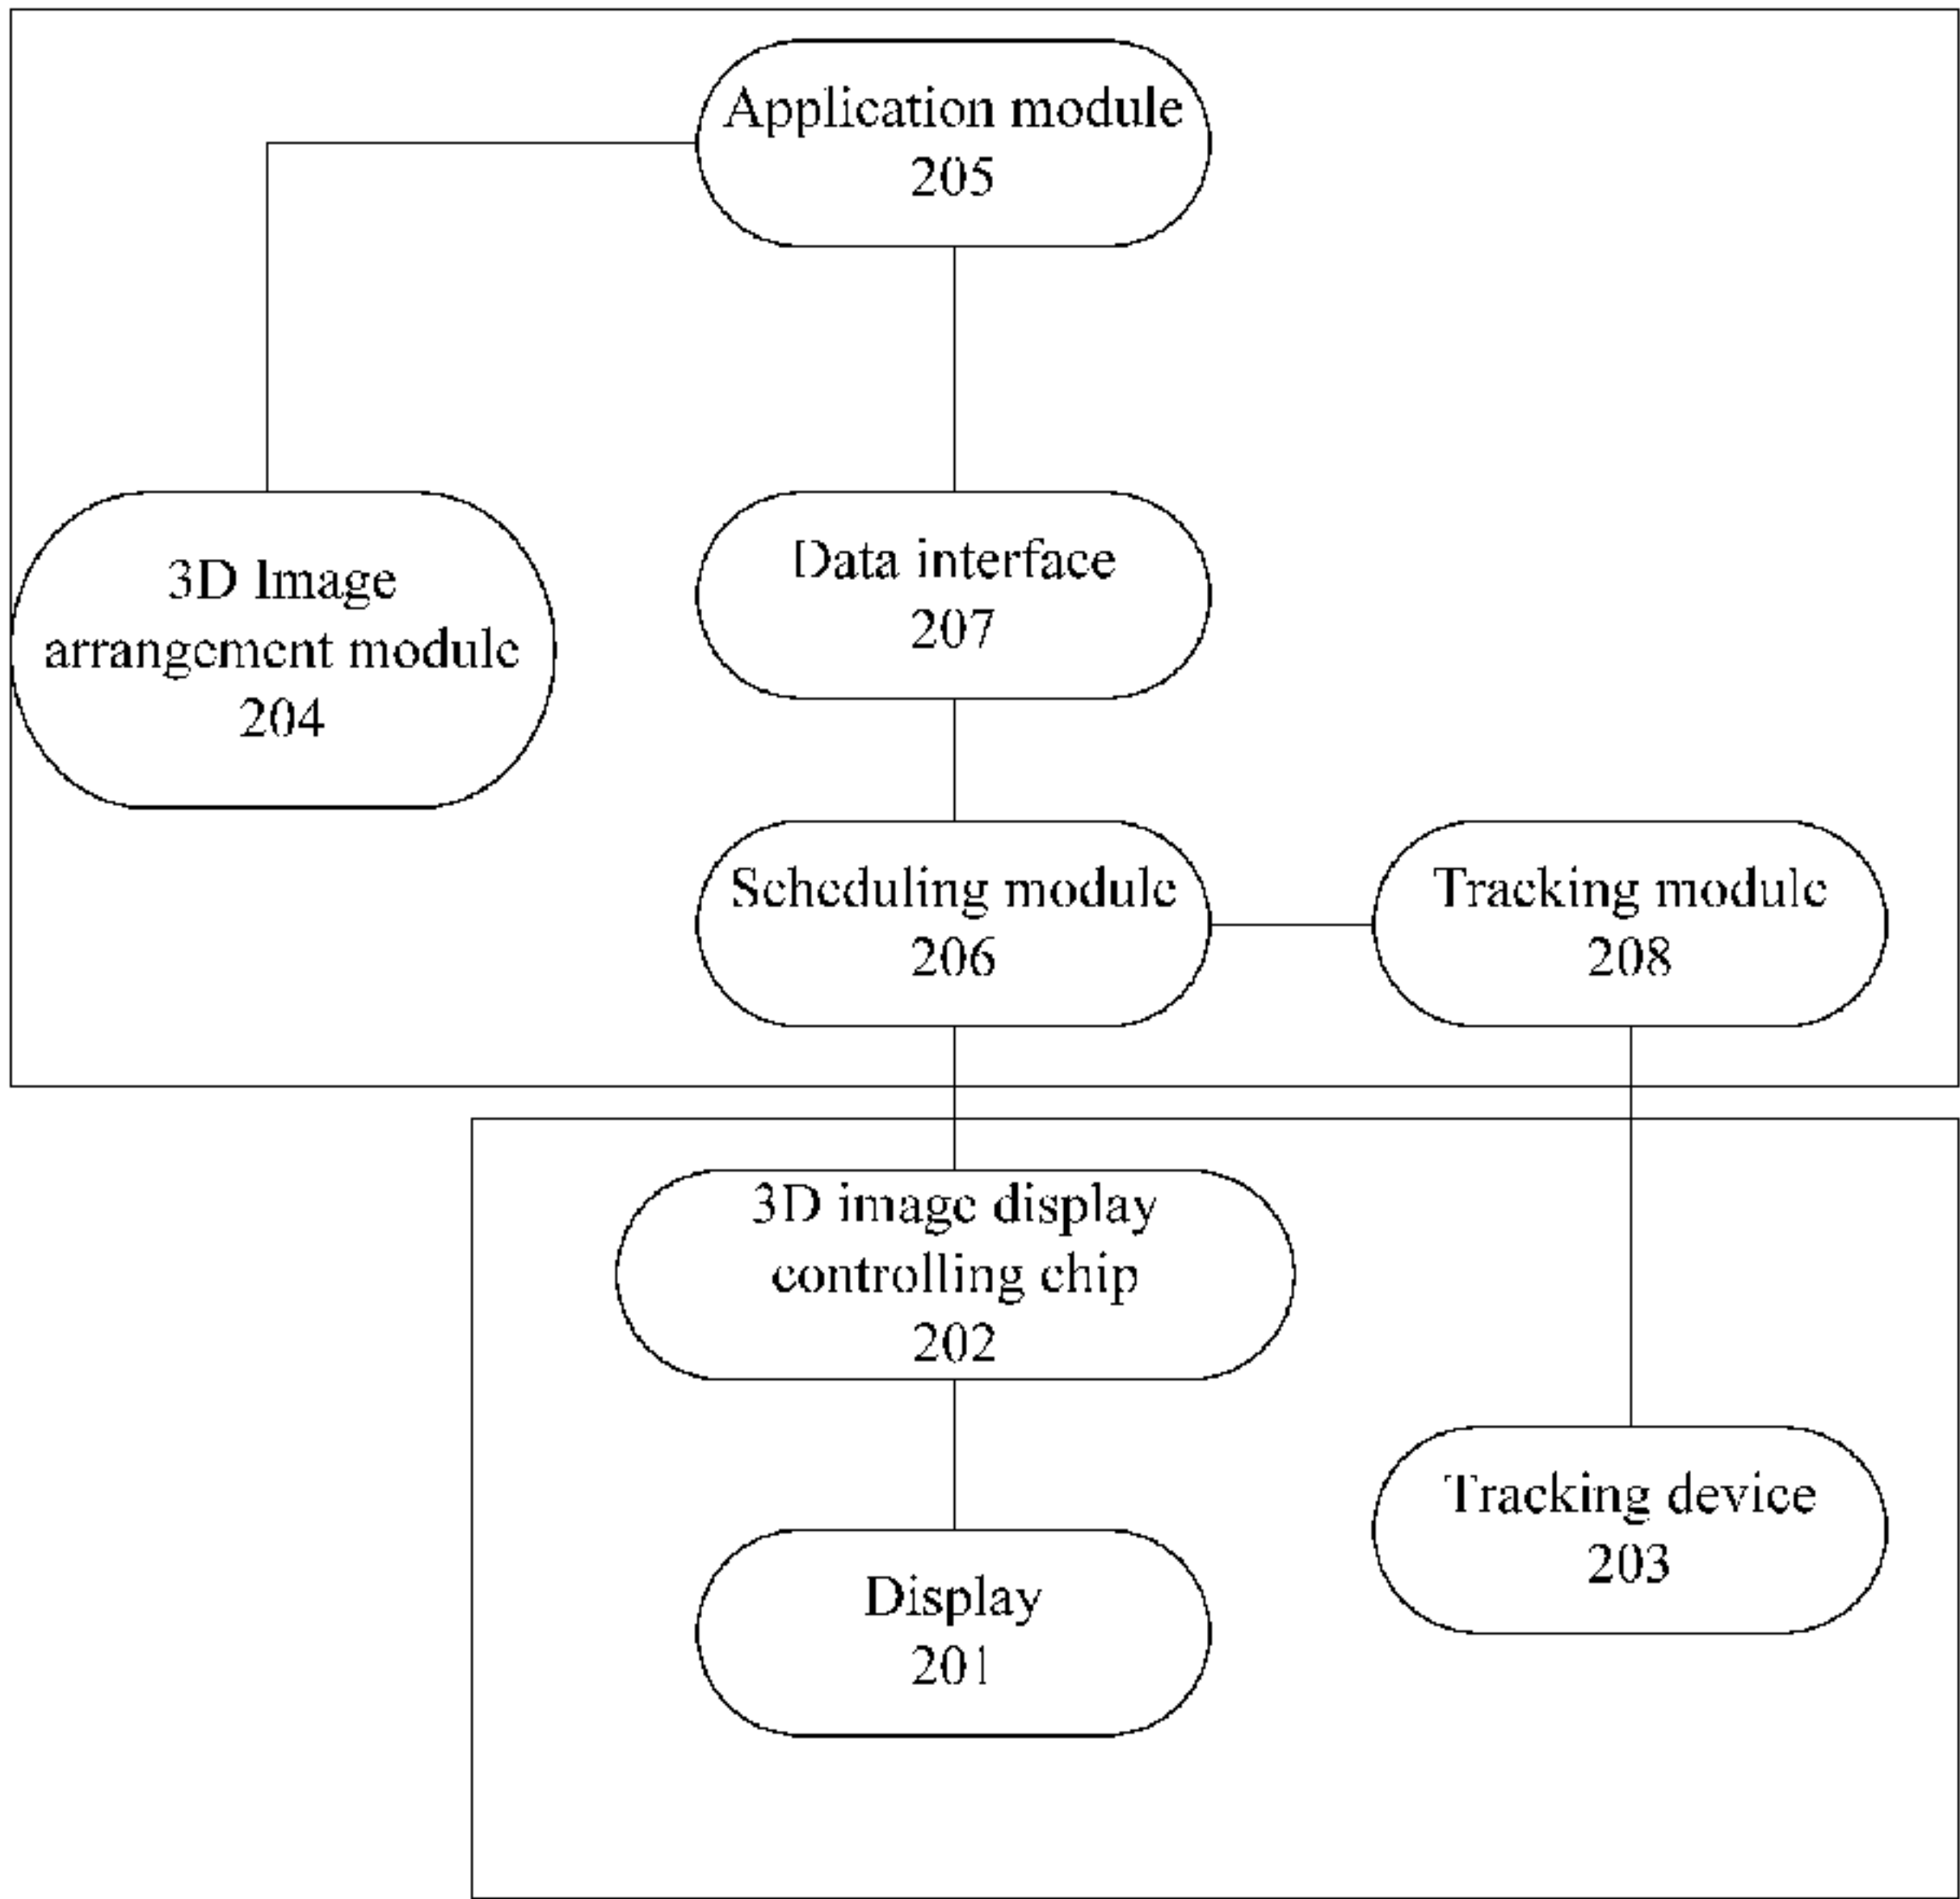 Application module
205
3D Image
arrangement module
204
Data interface
207
Scheduling module
206
Tracking module
208
3D image display
controlling chip
202
Tracking device
203
Display
201